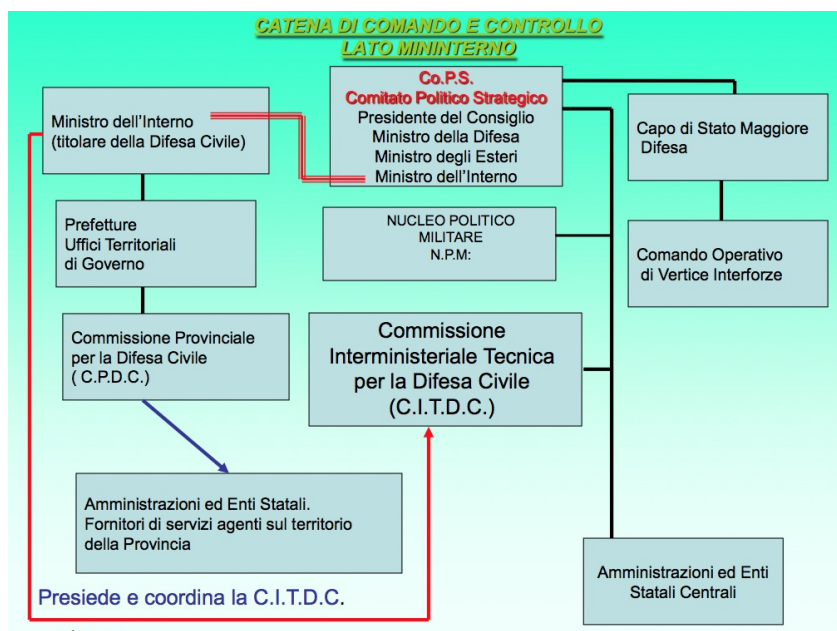 CATENA DI COMANDO E CONTROLLO
LATO MININTERNO
Co.P.S.
Comitato Politico Strategico
Presidente del Consiglio
Ministro della Difesa
Ministro degli Esteri
Ministro dell'Interno
Ministro dell'Interno
(titolare della Difesa Civile)
Capo di Stato Maggiore
Difesa
Prefetture
Uffici Territoriali
di Governo
NUCLEO POLITICO
MILITARE
N.P.M:
Comando Operativo
di Vertice Interforze
Commissione Provinciale
per la Difesa Civile
( C.P.D.C.)
Commissione
Interministeriale Tecnica
per la Difesa Civile
(C.I.T.D.C.)
Amministrazioni ed Enti Statali.
Fornitori di servizi agenti sul territorio
della Provincia
Amministrazioni ed Enti
Statali Centrali
Presiede e coordina la C.I.T.D.C.